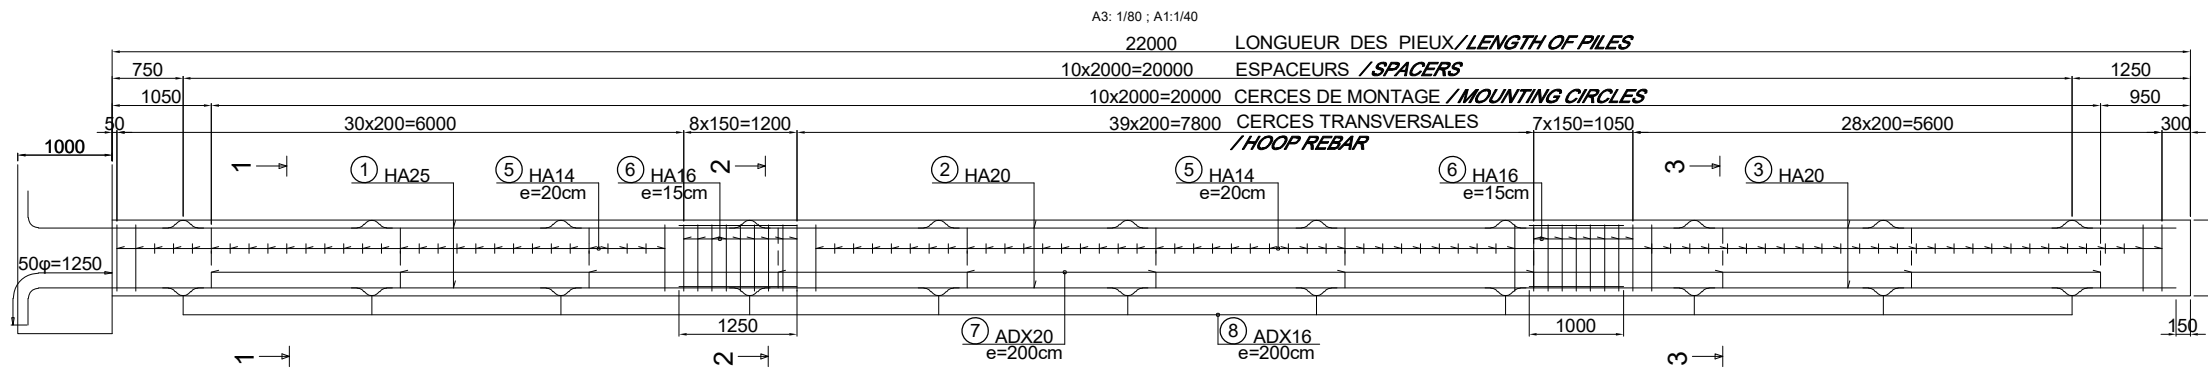 A3: 1/80 ; A1:1/40
22000 LONGUEUR DES PIEUX/LENGTH OF PILES
750 10x2000=20000 ESPACEURS /SPACERS 1250
1050 10x2000=20000 CERCES DE MONTAGE /MOUNTING CIRCLES 950
50 30x200=6000 8x150=1200 39x200=7800 CERCES TRANSVERSALES 7x150=1050 28x200=5600 300
/HOOP REBAR
1000
1 1 HA25 5 HA14 6 HA16 2 2 HA20 5 HA14 6 HA16 3 3 HA20
e=20cm e=15cm e=20cm e=15cm
50φ=1250
1250 1000 150
7 ADX20 8 ADX16
1 2 e=200cm e=200cm 3